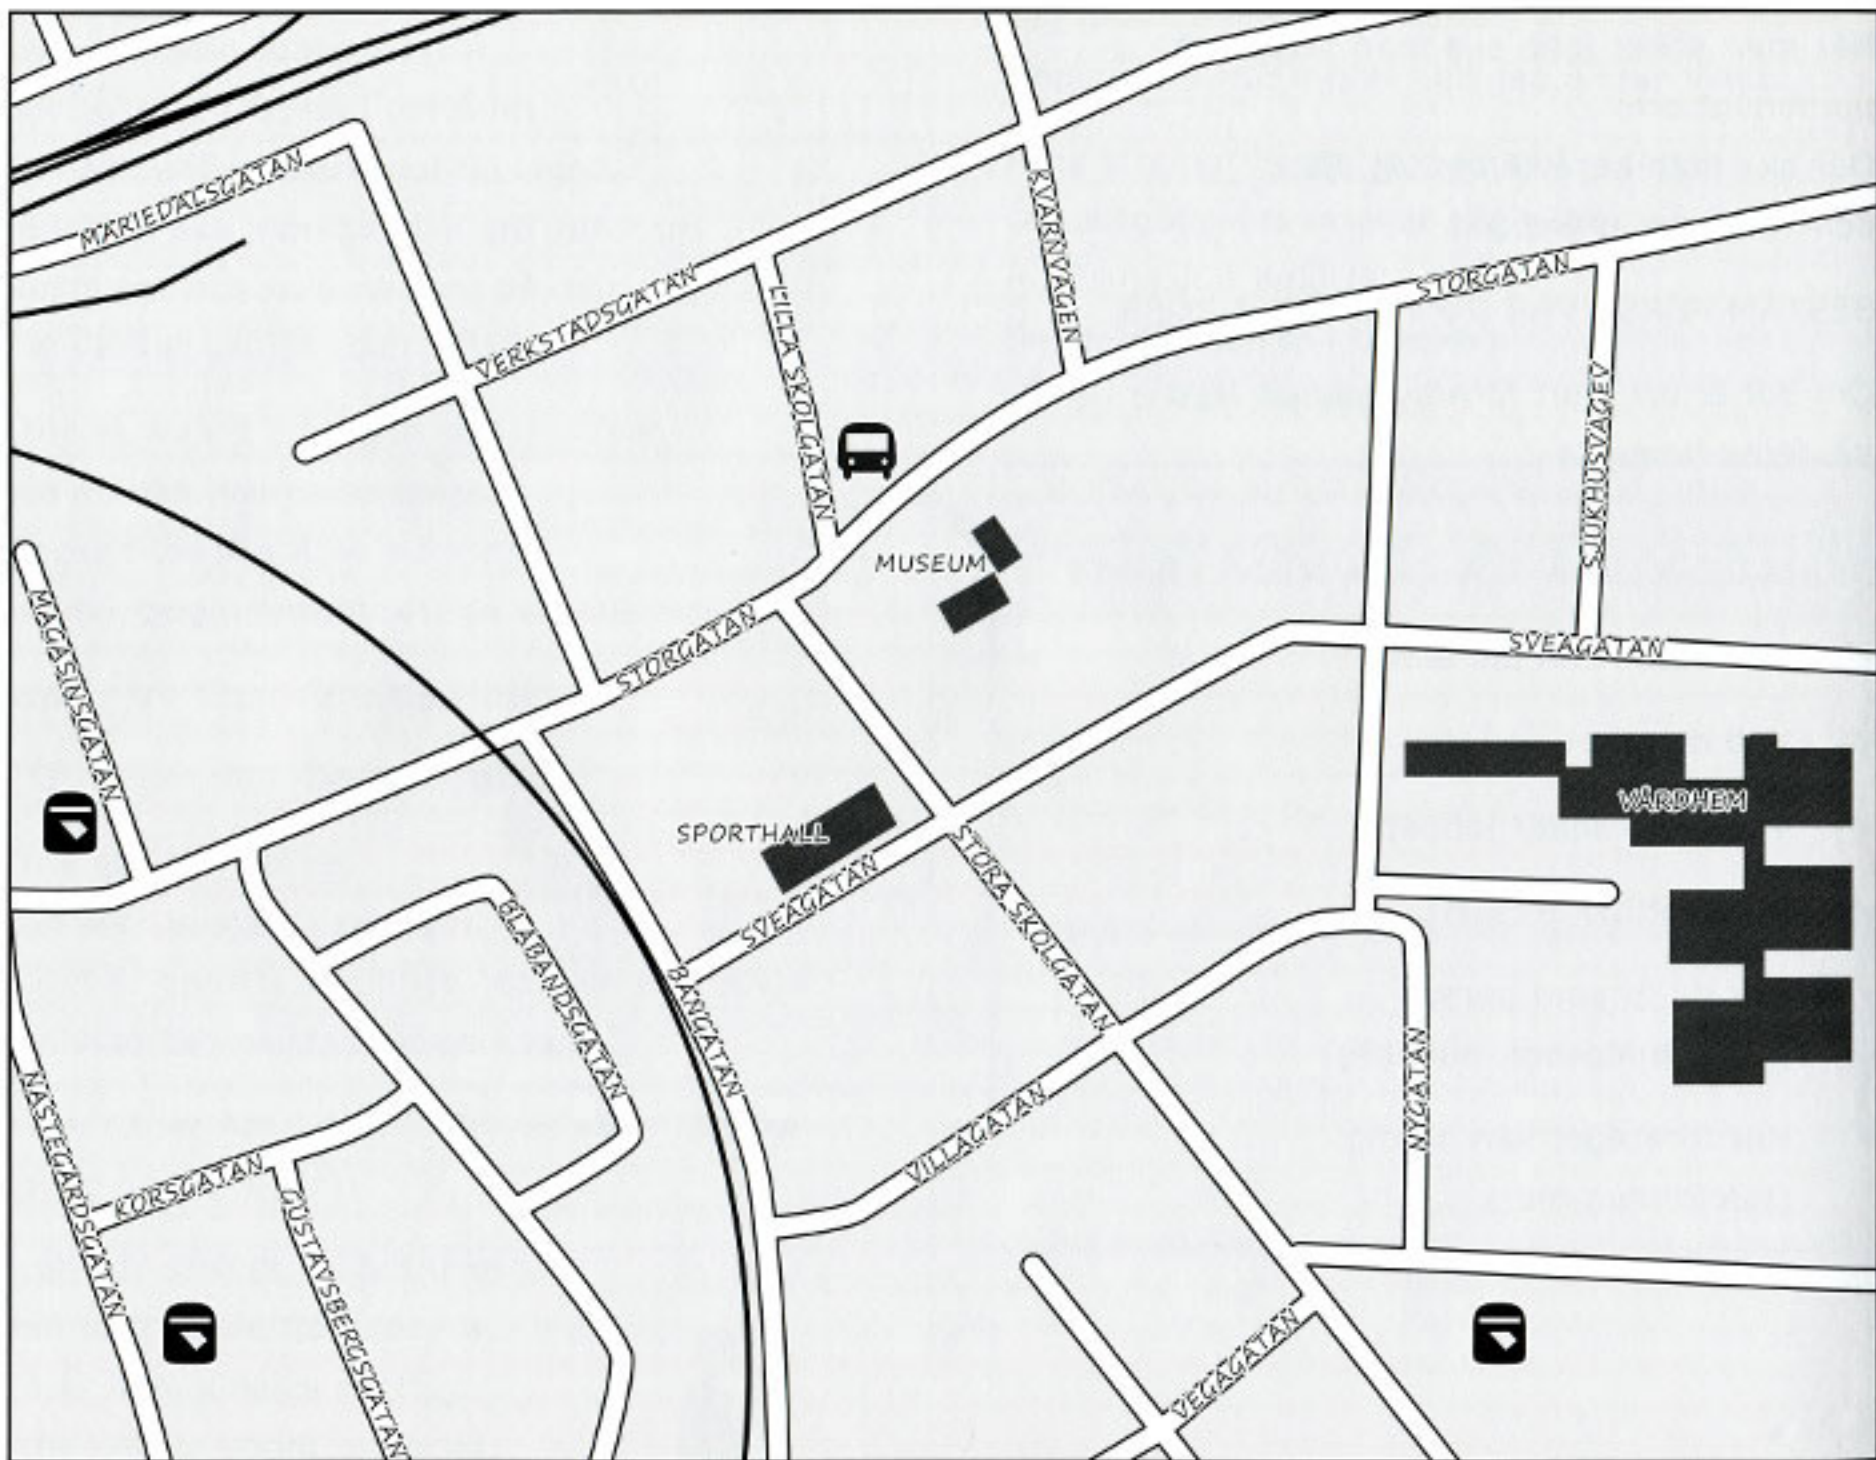 MARIEDALSGATAN
VERKSTADSGATAN
LILLA SKOLGATAN
KVARNVÄGEN
STORGATAN
SJUKHUSVÄGEV
MUSEUM
STORGATAN
SVEAGATAN
MAGASINSGATAN
SPORTHALL
SVEAGATAN
STORA SKOLGATAN
VÅRDHEM
BLÅBANDSGATAN
BANGATAN
NÄSTEGÅRDSGATAN
KORSGATAN
GUSTAVSBERGSGATAN
VILLAGATAN
NYGATAN
VEGAGATAN